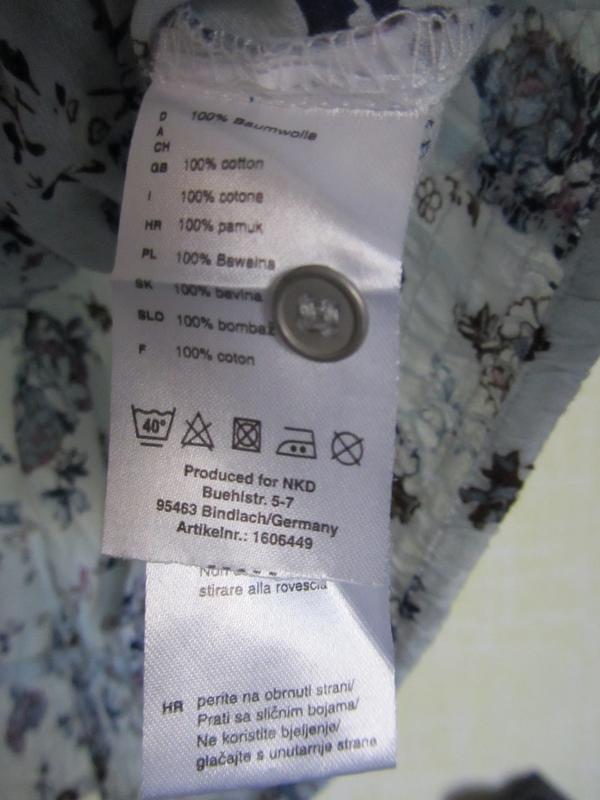 D
A
CH 100% Baumwolle
GB 100% cotton
I 100% cotone
HR 100% pamuk
PL 100% Bawelna
SK 100% bavlna
SLO 100% bombaž
F 100% coton
40°
Produced for NKD
Buehlstr. 5-7
95463 Bindlach/Germany
Artikelnr.: 1606449
stirare alla rovescia
HR perite na obrnuti strani/
Prati sa sličnim bojama/
Ne koristite bjeljenje/
glačajte s unutarnje strane